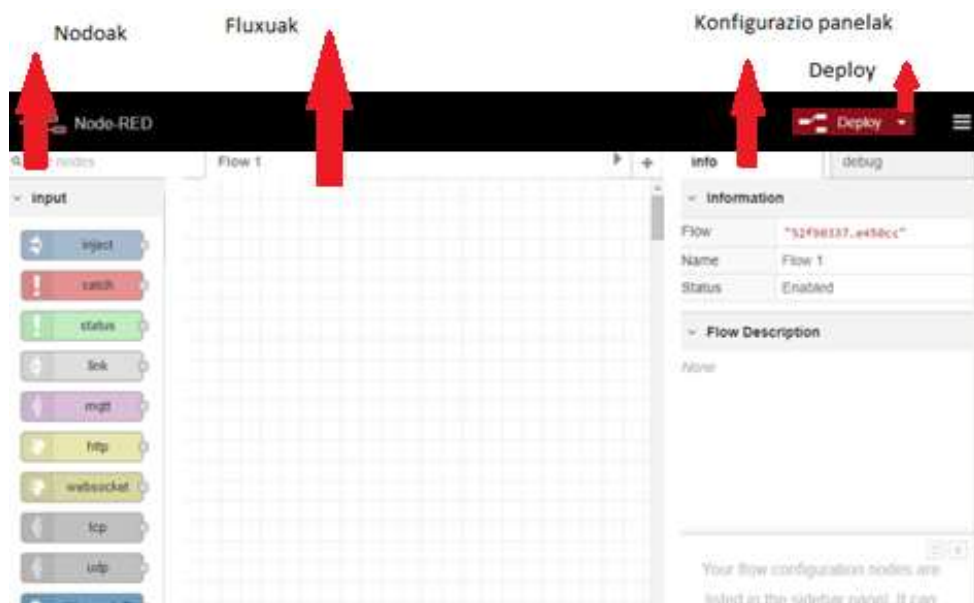 Nodoak
Fluxuak
Konfigurazio panelak
Deploy
Node-RED
Deploy
nodes
Flow 1
info
debug
input
Information
inject
Flow
catch
Name
Flow 1
Status
Enabled
status
Flow Description
link
None
mqtt
http
websocket
tcp
udp
Your flow configuration nodes are
listed in the sidebar panel. It can